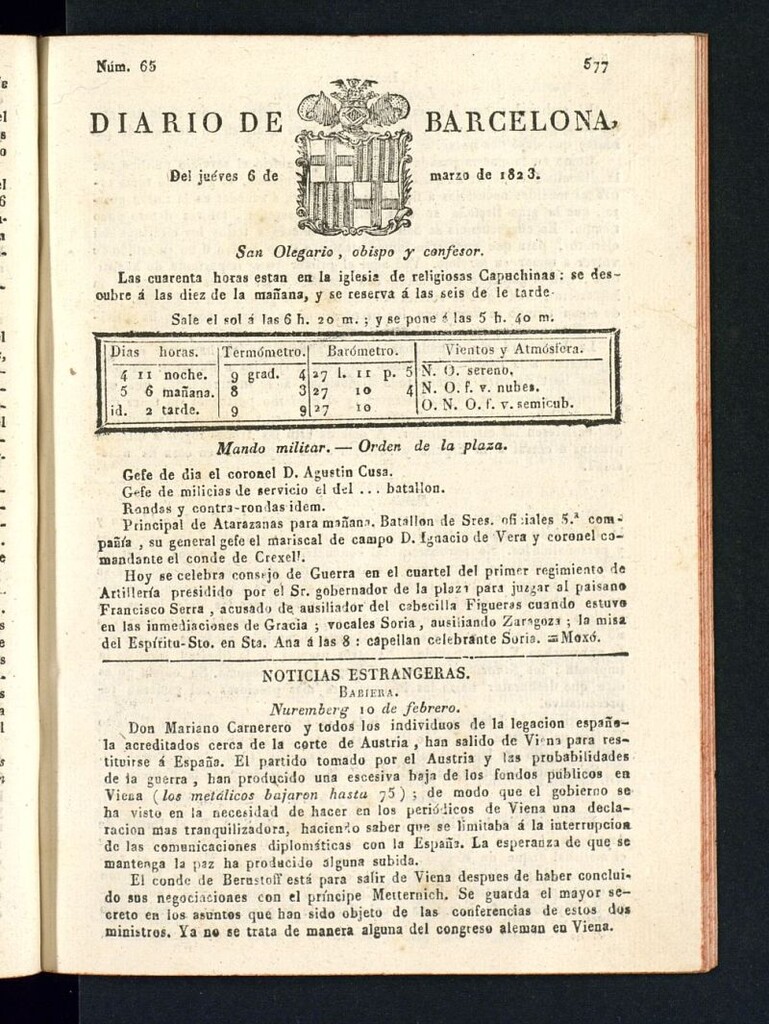 Núm. 65 577
DIARIO DE BARCELONA,
Del juéves 6 de marzo de 1823.
San Olegario, obispo y confesor.
Las cuarenta horas estan en la iglesia de religiosas Capuchinas: se des-
oubre á las diez de la mañana, y se reserva á las seis de le tarde.
Sale el sol á las 6 h. 20 m.; y se pone á las 5 h. 40 m.
Dias horas. Termómetro. Barómetro. Vientos y Atmósfera.
4 11 noche. 9 grad. 4 27 l. 11 p. 5 N. O. sereno.
5 6 mañana. 8 3 27 10 4 N. O. f. v. nubes.
id. 2 tarde. 9 9 27 10 O. N. O. f. v. semicub.
Mando militar. — Orden de la plaza.
Gefe de dia el coronel D. Agustin Cusa.
Gefe de milicias de servicio el del ... batallon.
Rondas y contra-rondas idem.
Principal de Atarazanas para mañana. Batallon de Sres. oficiales 5.ª com-
pañía, su general gefe el mariscal de campo D. Ignacio de Vera y coronel co-
mandante el conde de Crexell.
Hoy se celebra consejo de Guerra en el cuartel del primer regimiento de
Artillería presidido por el Sr. gobernador de la plaza para juzgar al paisano
Francisco Serra, acusado de ausiliador del cabecilla Figueras cuando estuvo
en las inmediaciones de Gracia; vocales Soria, ausiliando Zaragoza; la misa
del Espíritu-Sto. en Sta. Ana á las 8: capellan celebrante Soria. = Moxó.
NOTICIAS ESTRANGERAS.
BABIERA.
Nuremberg 10 de febrero.
Don Mariano Carnerero y todos los individuos de la legacion españo-
la acreditados cerca de la corte de Austria, han salido de Viena para res-
tituirse á España. El partido tomado por el Austria y las probabilidades
de la guerra, han producido una escesiva baja de los fondos públicos en
Viena (los metálicos bajaron hasta 75); de modo que el gobierno se
ha visto en la necesidad de hacer en los periódicos de Viena una decla-
racion mas tranquilizadora, haciendo saber que se limitaba á la interrupcion
de las comunicaciones diplomáticas con la España. La esperanza de que se
mantenga la paz ha producido alguna subida.
El conde de Bernstoff está para salir de Viena despues de haber conclui-
do sus negociaciones con el príncipe Metternich. Se guarda el mayor se-
creto en los asuntos que han sido objeto de las conferencias de estos dos
ministros. Ya no se trata de manera alguna del congreso aleman en Viena.